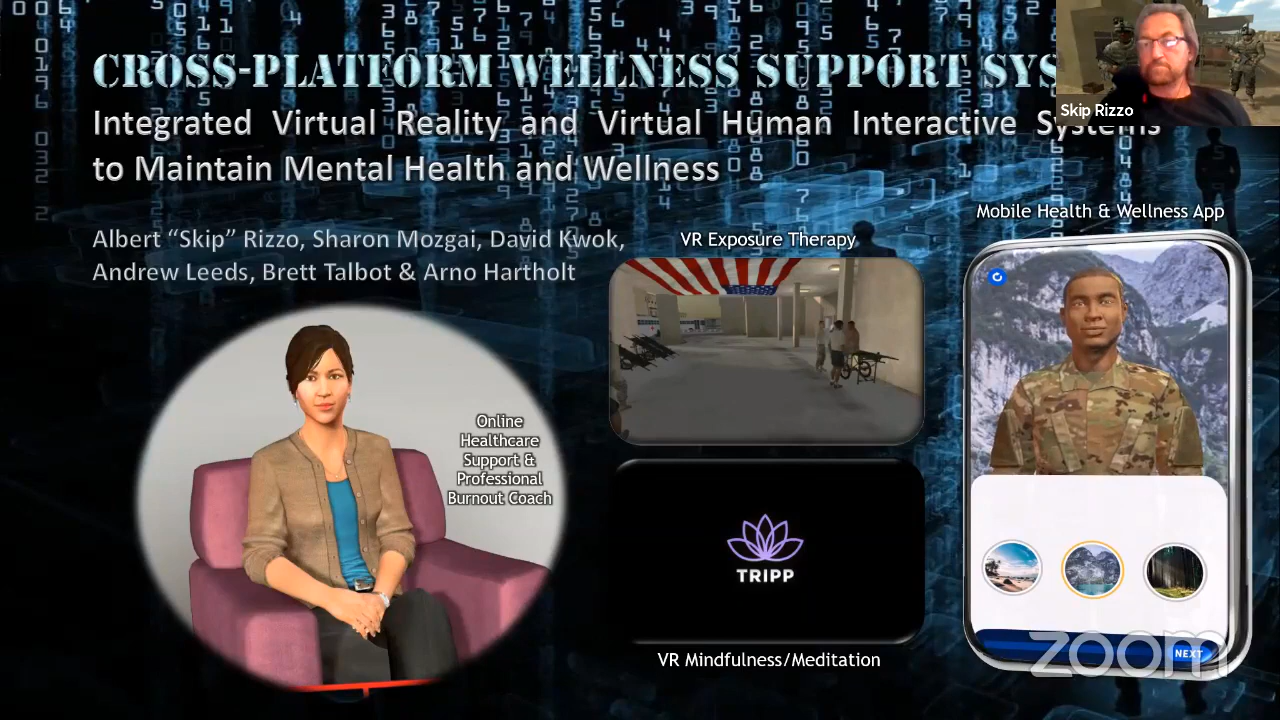 CROSS-PLATFORM WELLNESS SUPPORT SYS
Skip Rizzo
Integrated Virtual Reality and Virtual Human Interactive Systems
to Maintain Mental Health and Wellness
Albert “Skip” Rizzo, Sharon Mozgai, David Kwok,
Andrew Leeds, Brett Talbot & Arno Hartholt
VR Exposure Therapy
Mobile Health & Wellness App
Online
Healthcare
Support &
Professional
Burnout Coach
TRIPP
VR Mindfulness/Meditation
NEXT
zoom